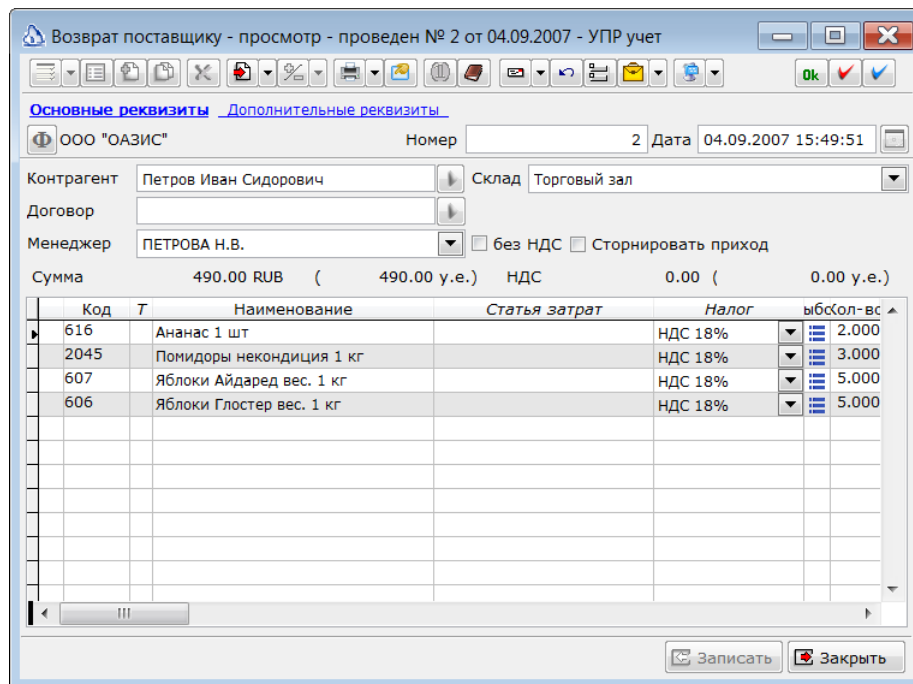 Возврат поставщику - просмотр - проведен № 2 от 04.09.2007 - УПР учет
Ok
Основные реквизиты Дополнительные реквизиты
Ф ООО "ОАЗИС" Номер 2 Дата 04.09.2007 15:49:51
Контрагент Петров Иван Сидорович Склад Торговый зал
Договор
Менеджер ПЕТРОВА Н.В. без НДС Сторнировать приход
Сумма 490.00 RUB ( 490.00 у.е.) НДС 0.00 ( 0.00 у.е.)
Код Т Наименование Статья затрат Налог ыбс Кол-вс
616 Ананас 1 шт НДС 18% 2.000
2045 Помидоры некондиция 1 кг НДС 18% 3.000
607 Яблоки Айдаред вес. 1 кг НДС 18% 5.000
606 Яблоки Глостер вес. 1 кг НДС 18% 5.000
Записать Закрыть